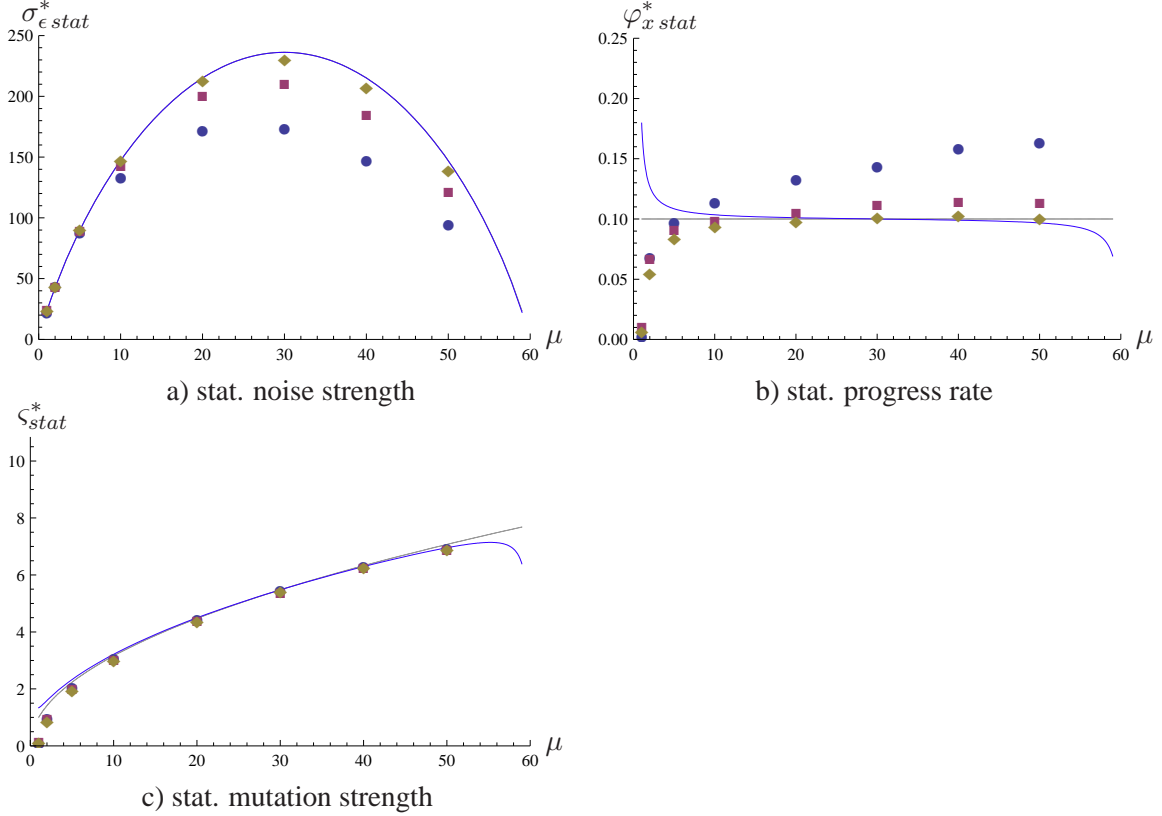 σ*ϵ stat
250
200
150
100
50
0
0 10 20 30 40 50 60
μ
a) stat. noise strength
φ*x stat
0.25
0.20
0.15
0.10
0.05
0.00
0 10 20 30 40 50 60
μ
b) stat. progress rate
ς*stat
10
8
6
4
2
0
0 10 20 30 40 50 60
μ
c) stat. mutation strength